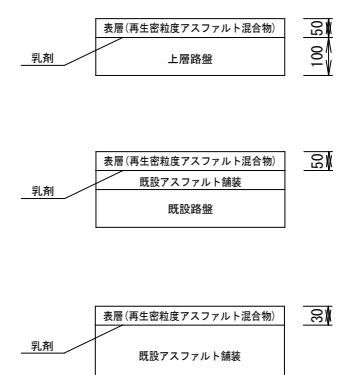 表層(再生密粒度アスファルト混合物)
50
乳剤
上層路盤
100
表層(再生密粒度アスファルト混合物)
50
乳剤
既設アスファルト舗装
既設路盤
表層(再生密粒度アスファルト混合物)
30
乳剤
既設アスファルト舗装